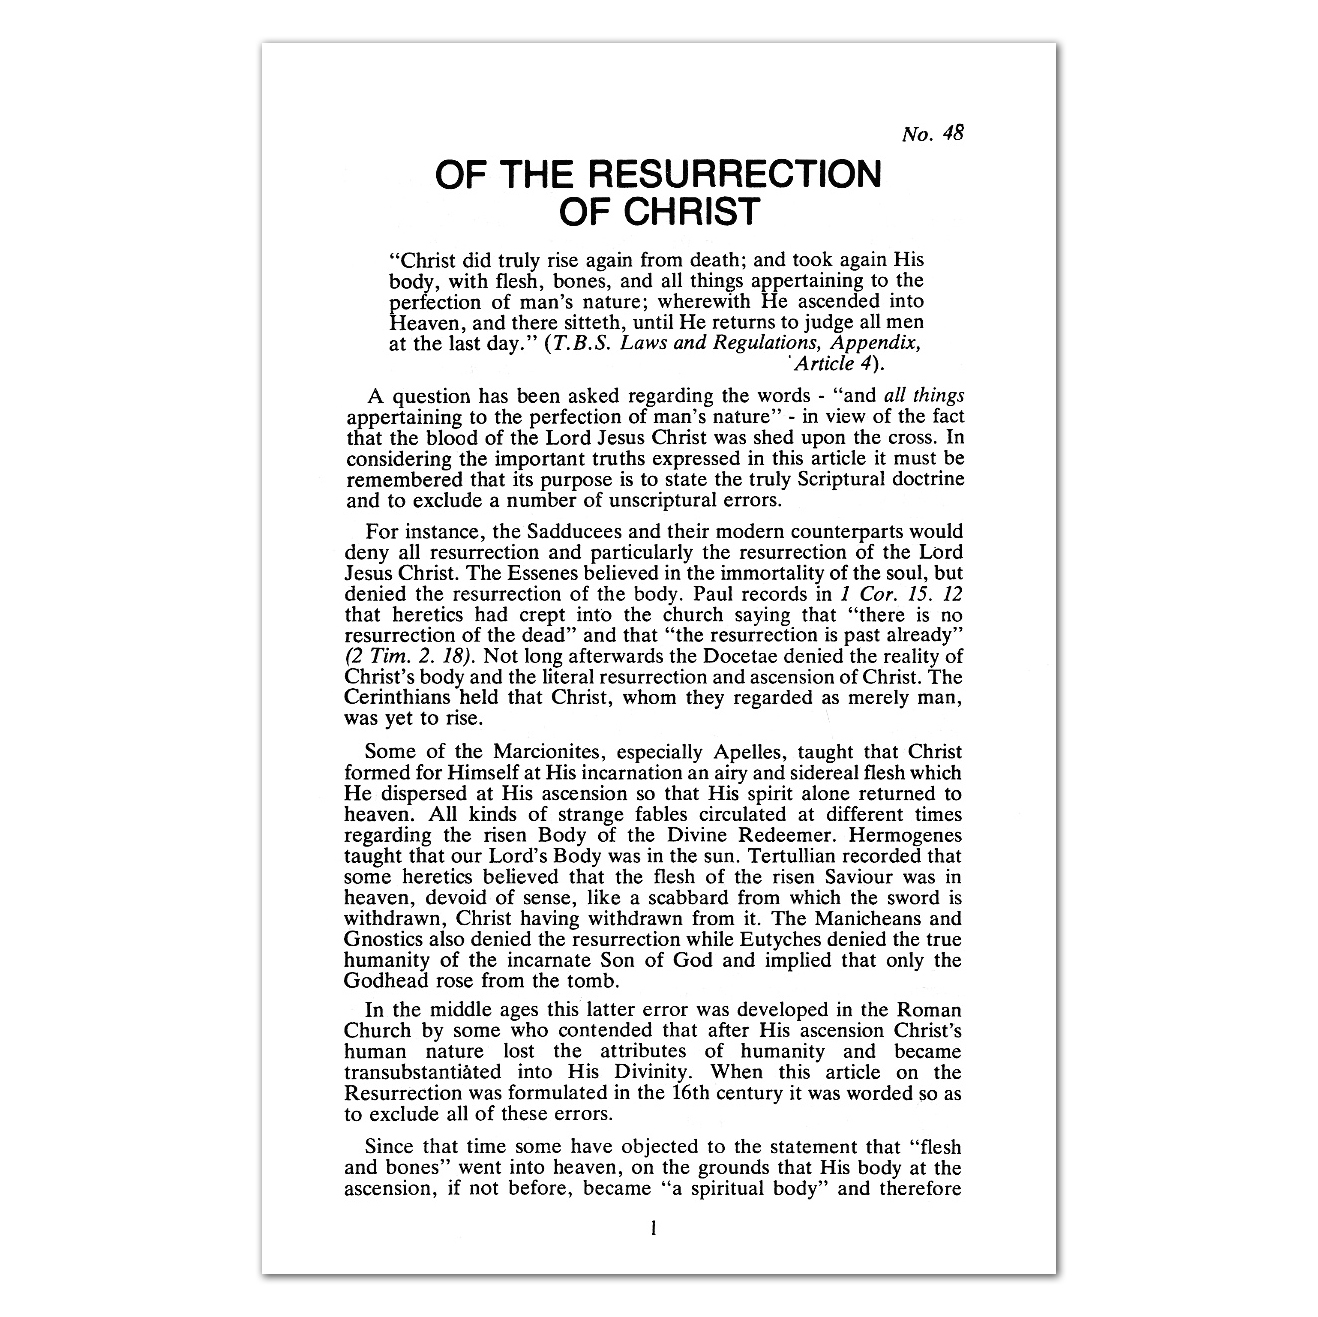 No. 48
OF THE RESURRECTION
OF CHRIST
“Christ did truly rise again from death; and took again His
body, with flesh, bones, and all things appertaining to the
perfection of man’s nature; wherewith He ascended into
Heaven, and there sitteth, until He returns to judge all men
at the last day.” (T.B.S. Laws and Regulations, Appendix,
Article 4).
A question has been asked regarding the words - “and all things
appertaining to the perfection of man’s nature” - in view of the fact
that the blood of the Lord Jesus Christ was shed upon the cross. In
considering the important truths expressed in this article it must be
remembered that its purpose is to state the truly Scriptural doctrine
and to exclude a number of unscriptural errors.
For instance, the Sadducees and their modern counterparts would
deny all resurrection and particularly the resurrection of the Lord
Jesus Christ. The Essenes believed in the immortality of the soul, but
denied the resurrection of the body. Paul records in 1 Cor. 15. 12
that heretics had crept into the church saying that “there is no
resurrection of the dead” and that “the resurrection is past already”
(2 Tim. 2. 18). Not long afterwards the Docetae denied the reality of
Christ’s body and the literal resurrection and ascension of Christ. The
Cerinthians held that Christ, whom they regarded as merely man,
was yet to rise.
Some of the Marcionites, especially Apelles, taught that Christ
formed for Himself at His incarnation an airy and sidereal flesh which
He dispersed at His ascension so that His spirit alone returned to
heaven. All kinds of strange fables circulated at different times
regarding the risen Body of the Divine Redeemer. Hermogenes
taught that our Lord’s Body was in the sun. Tertullian recorded that
some heretics believed that the flesh of the risen Saviour was in
heaven, devoid of sense, like a scabbard from which the sword is
withdrawn, Christ having withdrawn from it. The Manicheans and
Gnostics also denied the resurrection while Eutyches denied the true
humanity of the incarnate Son of God and implied that only the
Godhead rose from the tomb.
In the middle ages this latter error was developed in the Roman
Church by some who contended that after His ascension Christ’s
human nature lost the attributes of humanity and became
transubstantiated into His Divinity. When this article on the
Resurrection was formulated in the 16th century it was worded so as
to exclude all of these errors.
Since that time some have objected to the statement that “flesh
and bones” went into heaven, on the grounds that His body at the
ascension, if not before, became “a spiritual body” and therefore
1